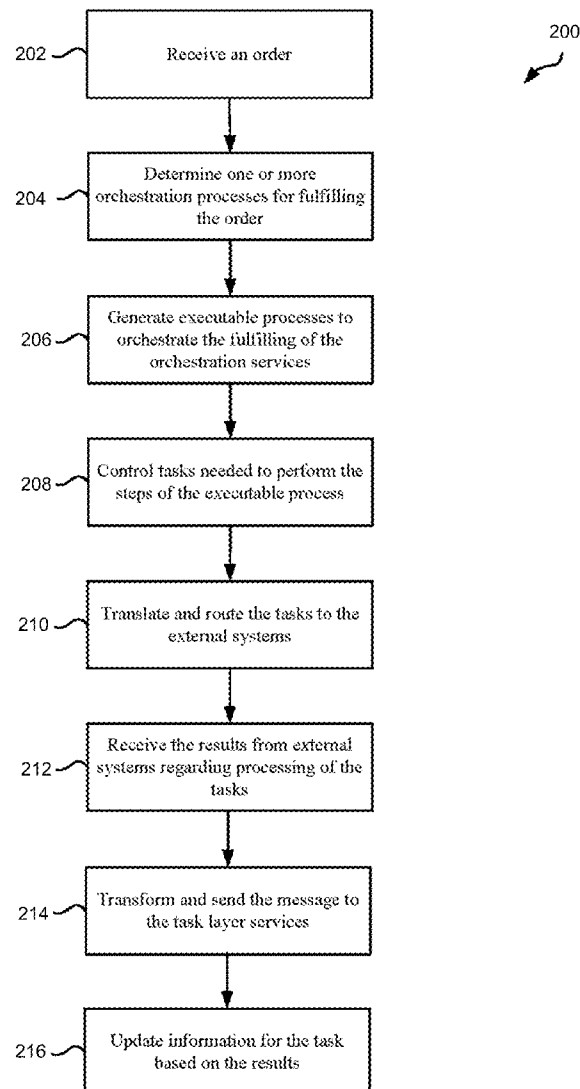 200
202
Receive an order
204
Determine one or more
orchestration processes for fulfilling
the order
206
Generate executable processes to
orchestrate the fulfilling of the
orchestration services
208
Control tasks needed to perform the
steps of the executable process
210
Translate and route the tasks to the
external systems
212
Receive the results from external
systems regarding processing of the
tasks
214
Transform and send the message to
the task layer services
216
Update information for the task
based on the results